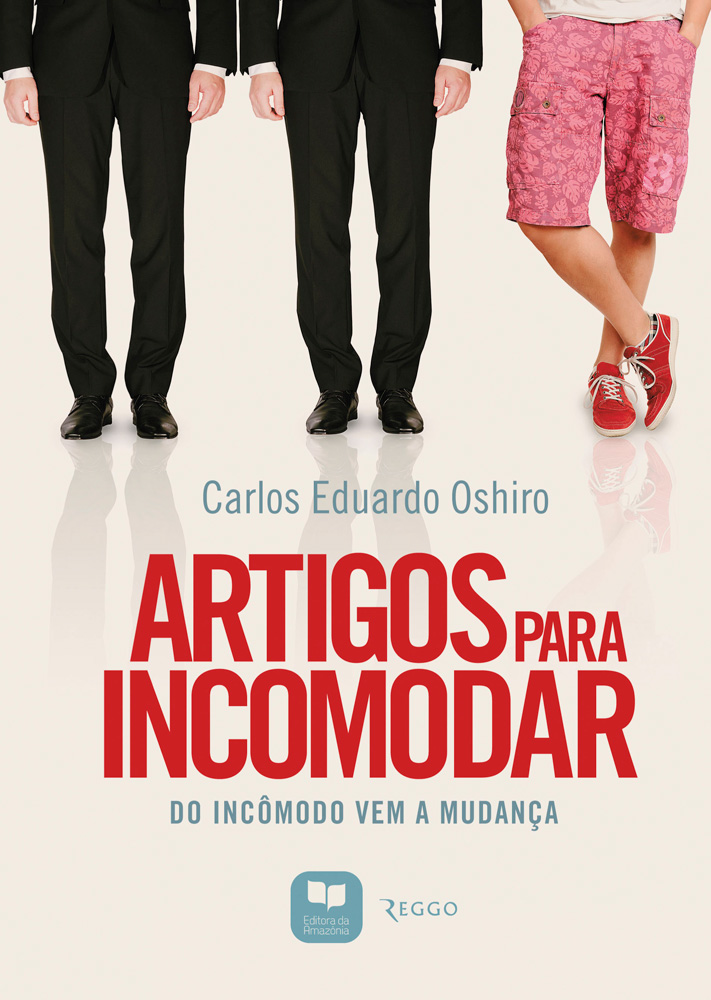 Carlos Eduardo Oshiro
ARTIGOS PARA
INCOMODAR
DO INCÔMODO VEM A MUDANÇA
Editora da
Amazônia
REGGO